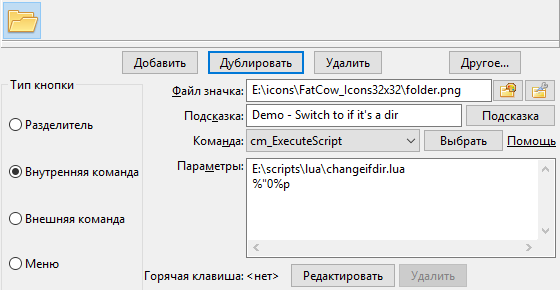 Добавить Дублировать Удалить Другое...
Тип кнопки
Разделитель
Внутренняя команда
Внешняя команда
Меню
Файл значка: E:\icons\FatCow_Icons32x32\folder.png
Подсказка: Demo - Switch to if it's a dir Подсказка
Команда: cm_ExecuteScript Выбрать Помощь
Параметры: E:\scripts\lua\changeifdir.lua
%"0%p
Горячая клавиша: <нет> Редактировать Удалить